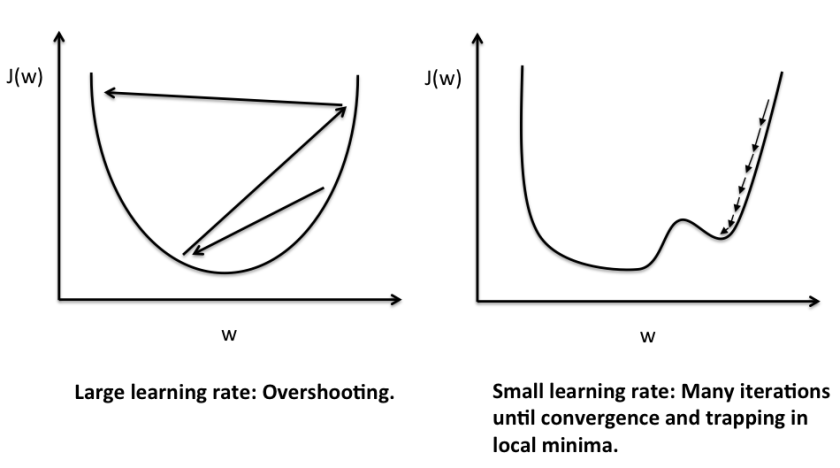 J(w)
w
Large learning rate: Overshooting.
J(w)
w
Small learning rate: Many iterations
until convergence and trapping in
local minima.